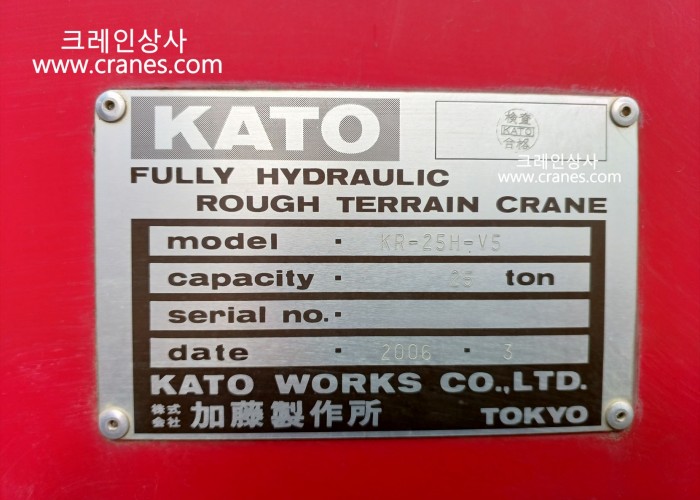 크레인상사
www.cranes.com
KATO
検査
KATO
合格
크레인상사
www.cranes.com
FULLY HYDRAULIC
ROUGH TERRAIN CRANE
model · KR-25H-V5
capacity · 25 ton
serial no.·
date · 2006 · 3
KATO WORKS CO.,LTD.
株式会社 加藤製作所 TOKYO